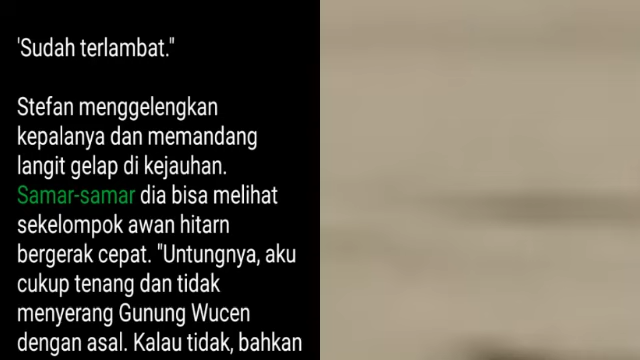 'Sudah terlambat."
Stefan menggelengkan
kepalanya dan memandang
langit gelap di kejauhan.
Samar-samar dia bisa melihat
sekelompok awan hitarn
bergerak cepat. "Untungnya, aku
cukup tenang dan tidak
menyerang Gunung Wucen
dengan asal. Kalau tidak, bahkan